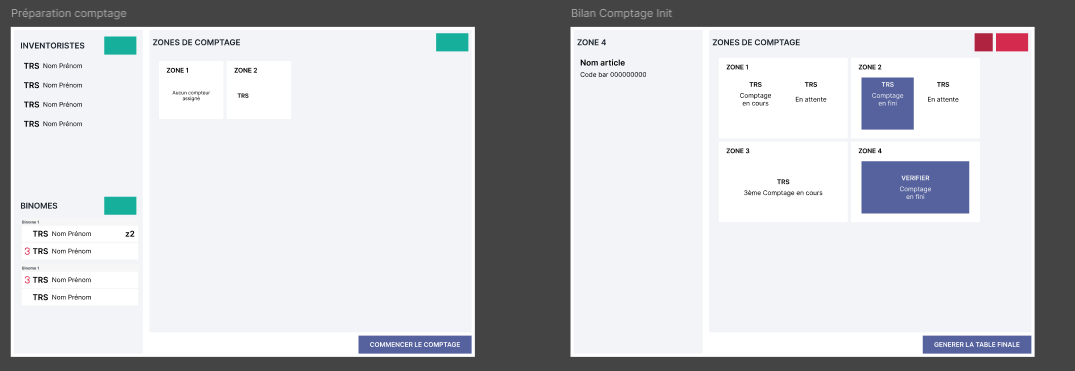 Préparation comptage
INVENTORISTES
TRS Nom Prénom
TRS Nom Prénom
TRS Nom Prénom
TRS Nom Prénom
BINOMES
Binome 1
TRS Nom Prénom z2
3 TRS Nom Prénom
Binome 1
3 TRS Nom Prénom
TRS Nom Prénom
ZONES DE COMPTAGE
ZONE 1
Aucun compteur
assigné
ZONE 2
TRS
COMMENCER LE COMPTAGE
Bilan Comptage Init
ZONE 4
Nom article
Code bar 000000000
ZONES DE COMPTAGE
ZONE 1
TRS
Comptage
en cours
TRS
En attente
ZONE 2
TRS
Comptage
en fini
TRS
En attente
ZONE 3
TRS
3ème Comptage en cours
ZONE 4
VERIFIER
Comptage
en fini
GENERER LA TABLE FINALE